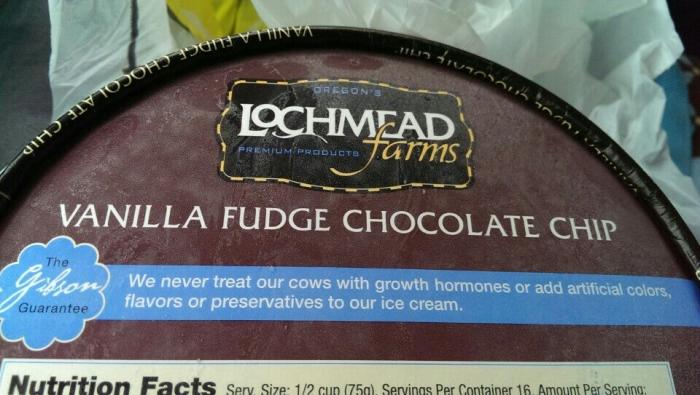 VANILLA FUDGE CHOCOLATE CHIP
OREGON'S
LOCHMEAD
PREMIUM PRODUCTS farms
VANILLA FUDGE CHOCOLATE CHIP
The
Gibson
Guarantee
We never treat our cows with growth hormones or add artificial colors,
flavors or preservatives to our ice cream.
Nutrition Facts Serv. Size: 1/2 cup (75g), Servings Per Container 16, Amount Per Serving: